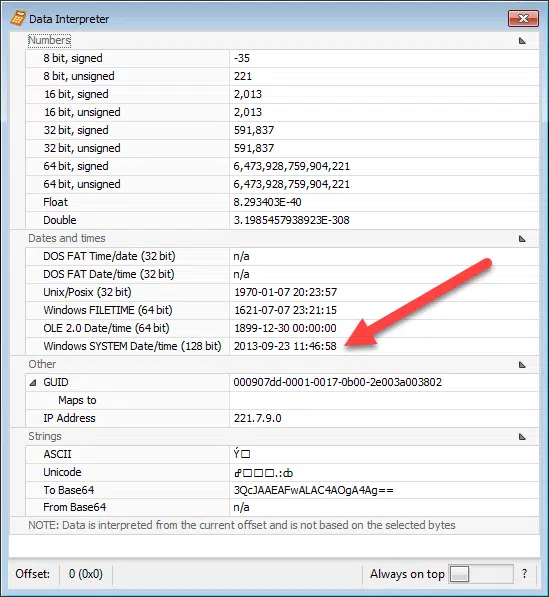 Data Interpreter
Numbers
8 bit, signed -35
8 bit, unsigned 221
16 bit, signed 2,013
16 bit, unsigned 2,013
32 bit, signed 591,837
32 bit, unsigned 591,837
64 bit, signed 6,473,928,759,904,221
64 bit, unsigned 6,473,928,759,904,221
Float 8.293403E-40
Double 3.1985457938923E-308
Dates and times
DOS FAT Time/date (32 bit) n/a
DOS FAT Date/time (32 bit) n/a
Unix/Posix (32 bit) 1970-01-07 20:23:57
Windows FILETIME (64 bit) 1621-07-07 23:21:15
OLE 2.0 Date/time (64 bit) 1899-12-30 00:00:00
Windows SYSTEM Date/time (128 bit) 2013-09-23 11:46:58
Other
GUID 000907dd-0001-0017-0b00-2e003a003802
Maps to
IP Address 221.7.9.0
Strings
ASCII Ý
Unicode
To Base64 3QcJAAEAFwALAC4AOgA4Ag==
From Base64 n/a
NOTE: Data is interpreted from the current offset and is not based on the selected bytes
Offset: 0 (0x0) Always on top ?